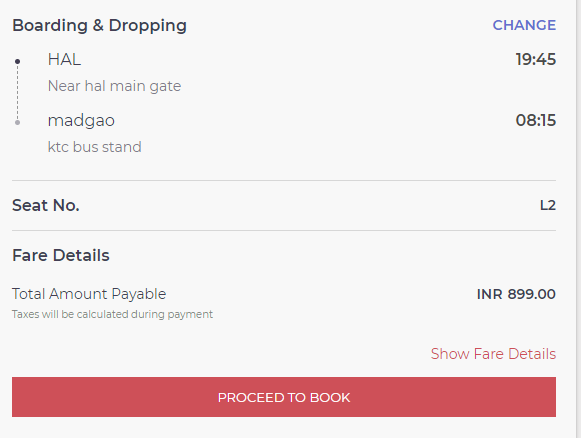 Boarding & Dropping CHANGE
HAL 19:45
Near hal main gate
madgao 08:15
ktc bus stand
Seat No. L2
Fare Details
Total Amount Payable INR 899.00
Taxes will be calculated during payment
Show Fare Details
PROCEED TO BOOK